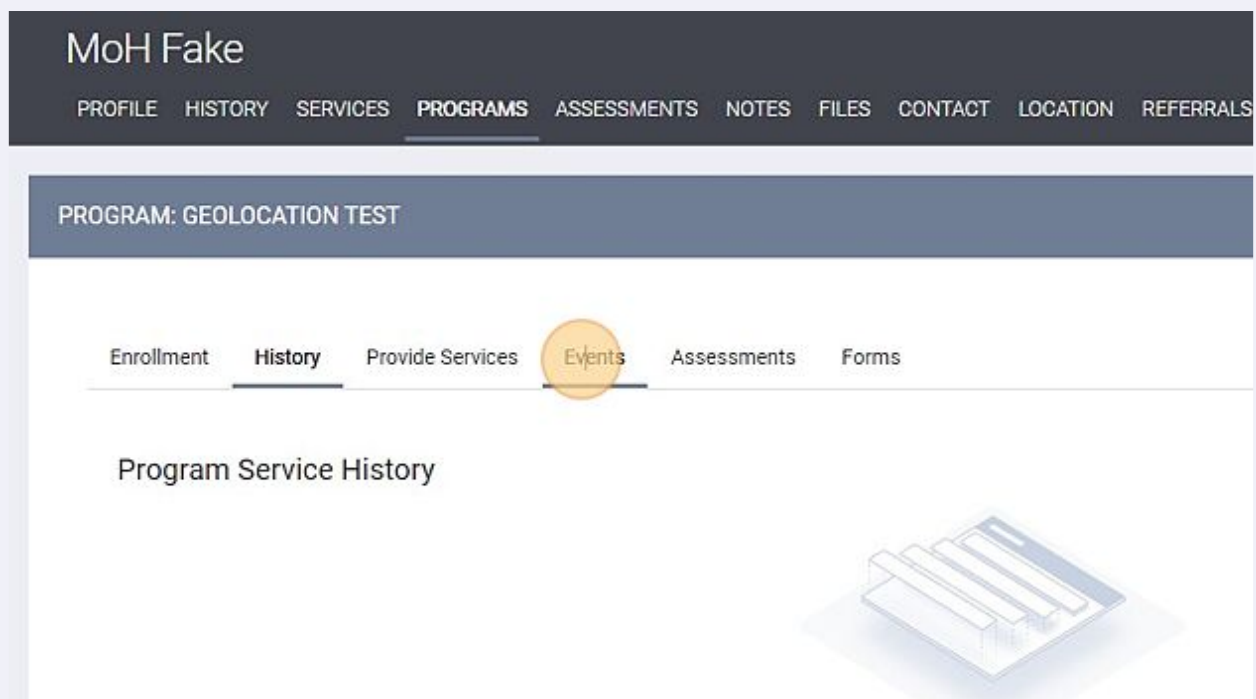 MoH Fake
PROFILE HISTORY SERVICES PROGRAMS ASSESSMENTS NOTES FILES CONTACT LOCATION REFERRALS
PROGRAM: GEOLOCATION TEST
Enrollment History Provide Services Events Assessments Forms
Program Service History